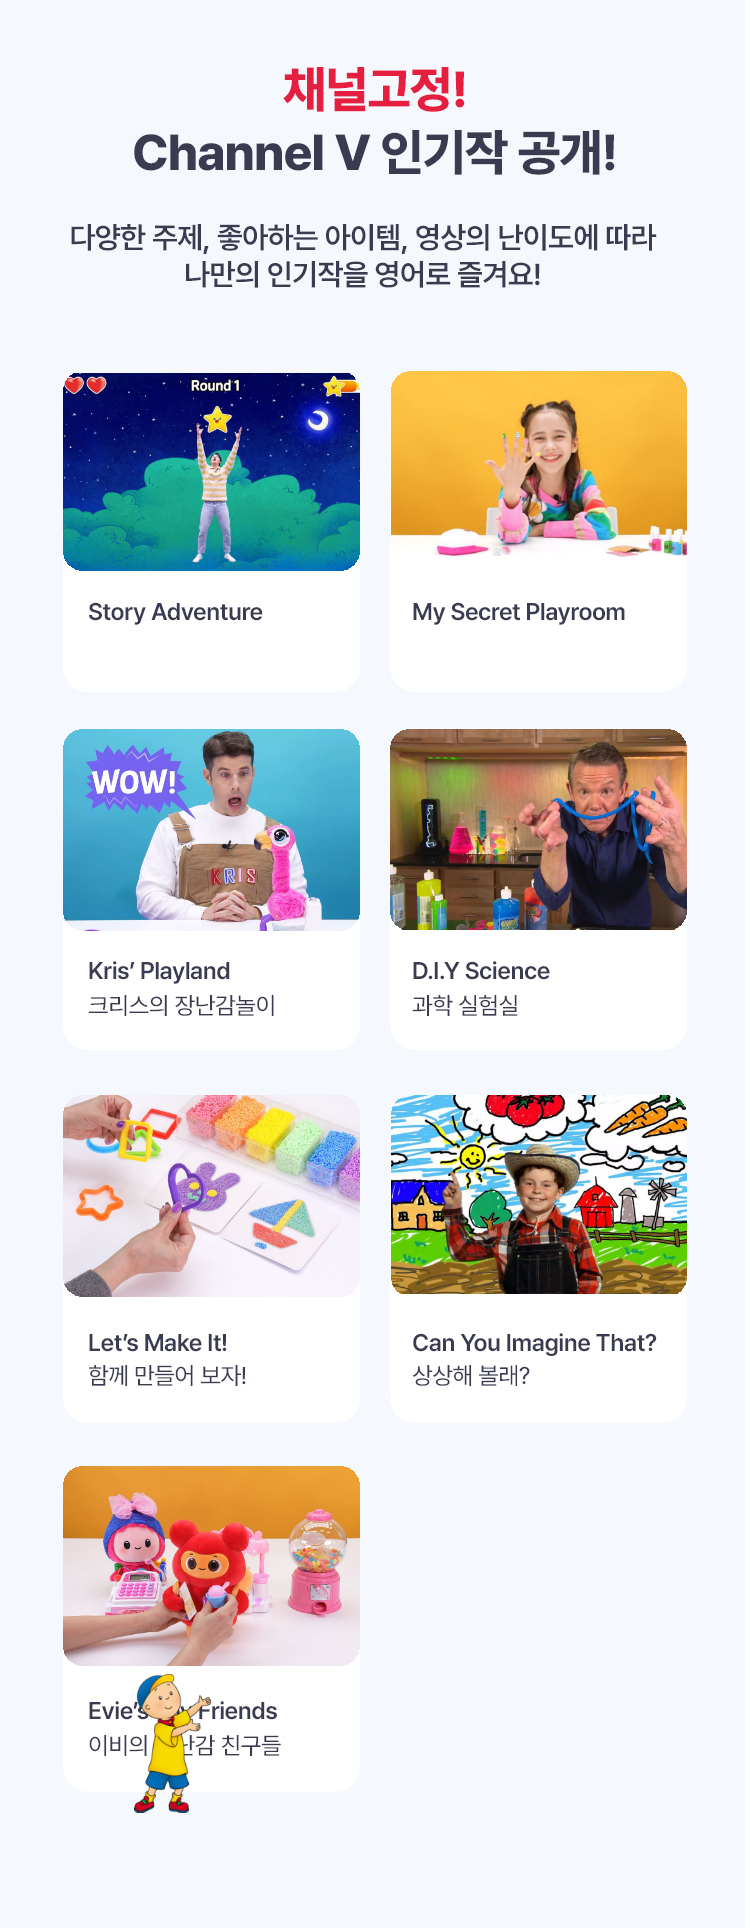 채널고정!
Channel V 인기작 공개!
다양한 주제, 좋아하는 아이템, 영상의 난이도에 따라
나만의 인기작을 영어로 즐겨요!
Round 1
Story Adventure
My Secret Playroom
WOW!
KRIS
Kris’ Playland
크리스의 장난감놀이
D.I.Y Science
과학 실험실
Let’s Make It!
함께 만들어 보자!
Can You Imagine That?
상상해 볼래?
Evie’s Friends
이비의 친구들